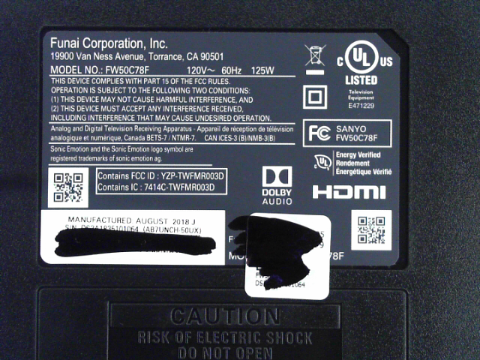 Funai Corporation, Inc.
19900 Van Ness Avenue, Torrance, CA 90501
MODEL NO.: FW50C78F 120V~ 60Hz 125W
THIS DEVICE COMPLIES WITH PART 15 OF THE FCC RULES.
OPERATION IS SUBJECT TO THE FOLLOWING TWO CONDITIONS:
(1) THIS DEVICE MAY NOT CAUSE HARMFUL INTERFERENCE, AND
(2) THIS DEVICE MUST ACCEPT ANY INTERFERENCE RECEIVED,
INCLUDING INTERFERENCE THAT MAY CAUSE UNDESIRED OPERATION.
Analog and Digital Television Receiving Apparatus - Appareil de réception de télévision
analogique et numérique, Canada BETS-7 / NTMR-7. CAN ICES-3 (B)/NMB-3(B)
Sonic Emotion and the Sonic Emotion logo are
registered trademarks of sonic emotion ag.
C UL US
LISTED
Television
Equipment
E471229
FC SANYO
FW50C78F
UL Energy Verified
Rendement
Énergétique Vérifié
Contains FCC ID : YZP-TWFMR003D
Contains IC : 7414C-TWFMR003D
DOLBY
AUDIO
HDMI
MANUFACTURED AUGUST 2018 J
(AB7UNCH 50UX)
CAUTION
RISK OF ELECTRIC SHOCK
DO NOT OPEN